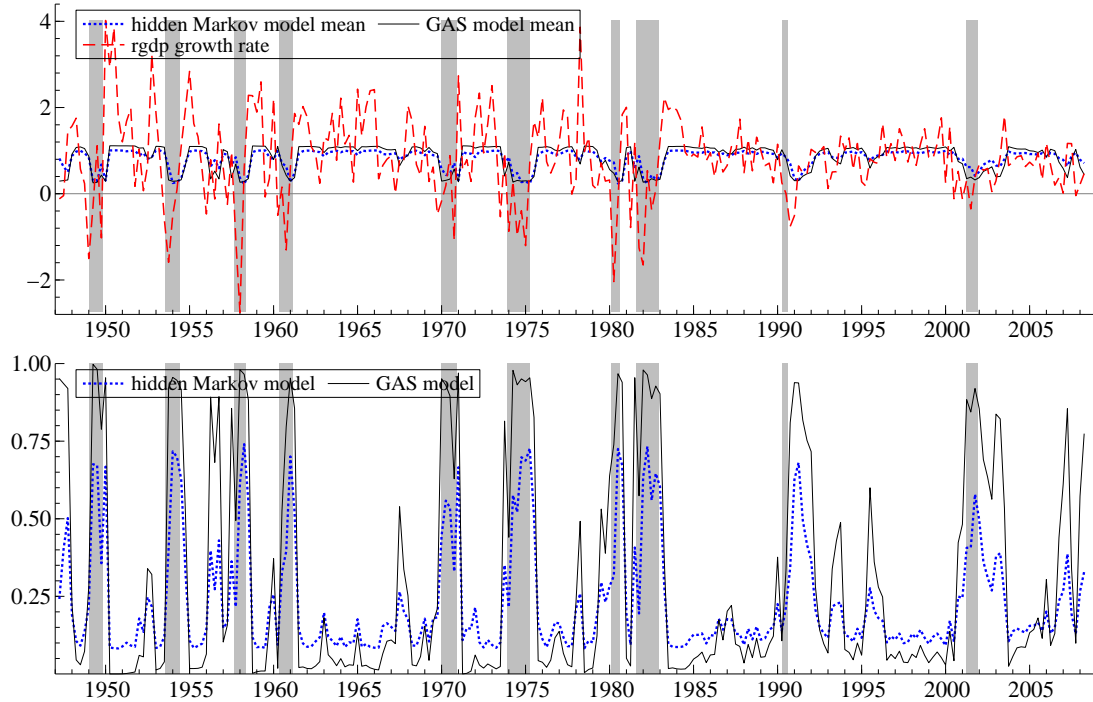 hidden Markov model mean GAS model mean
rgdp growth rate
4
2
0
−2
1950 1955 1960 1965 1970 1975 1980 1985 1990 1995 2000 2005
hidden Markov model GAS model
1.00
0.75
0.50
0.25
1950 1955 1960 1965 1970 1975 1980 1985 1990 1995 2000 2005